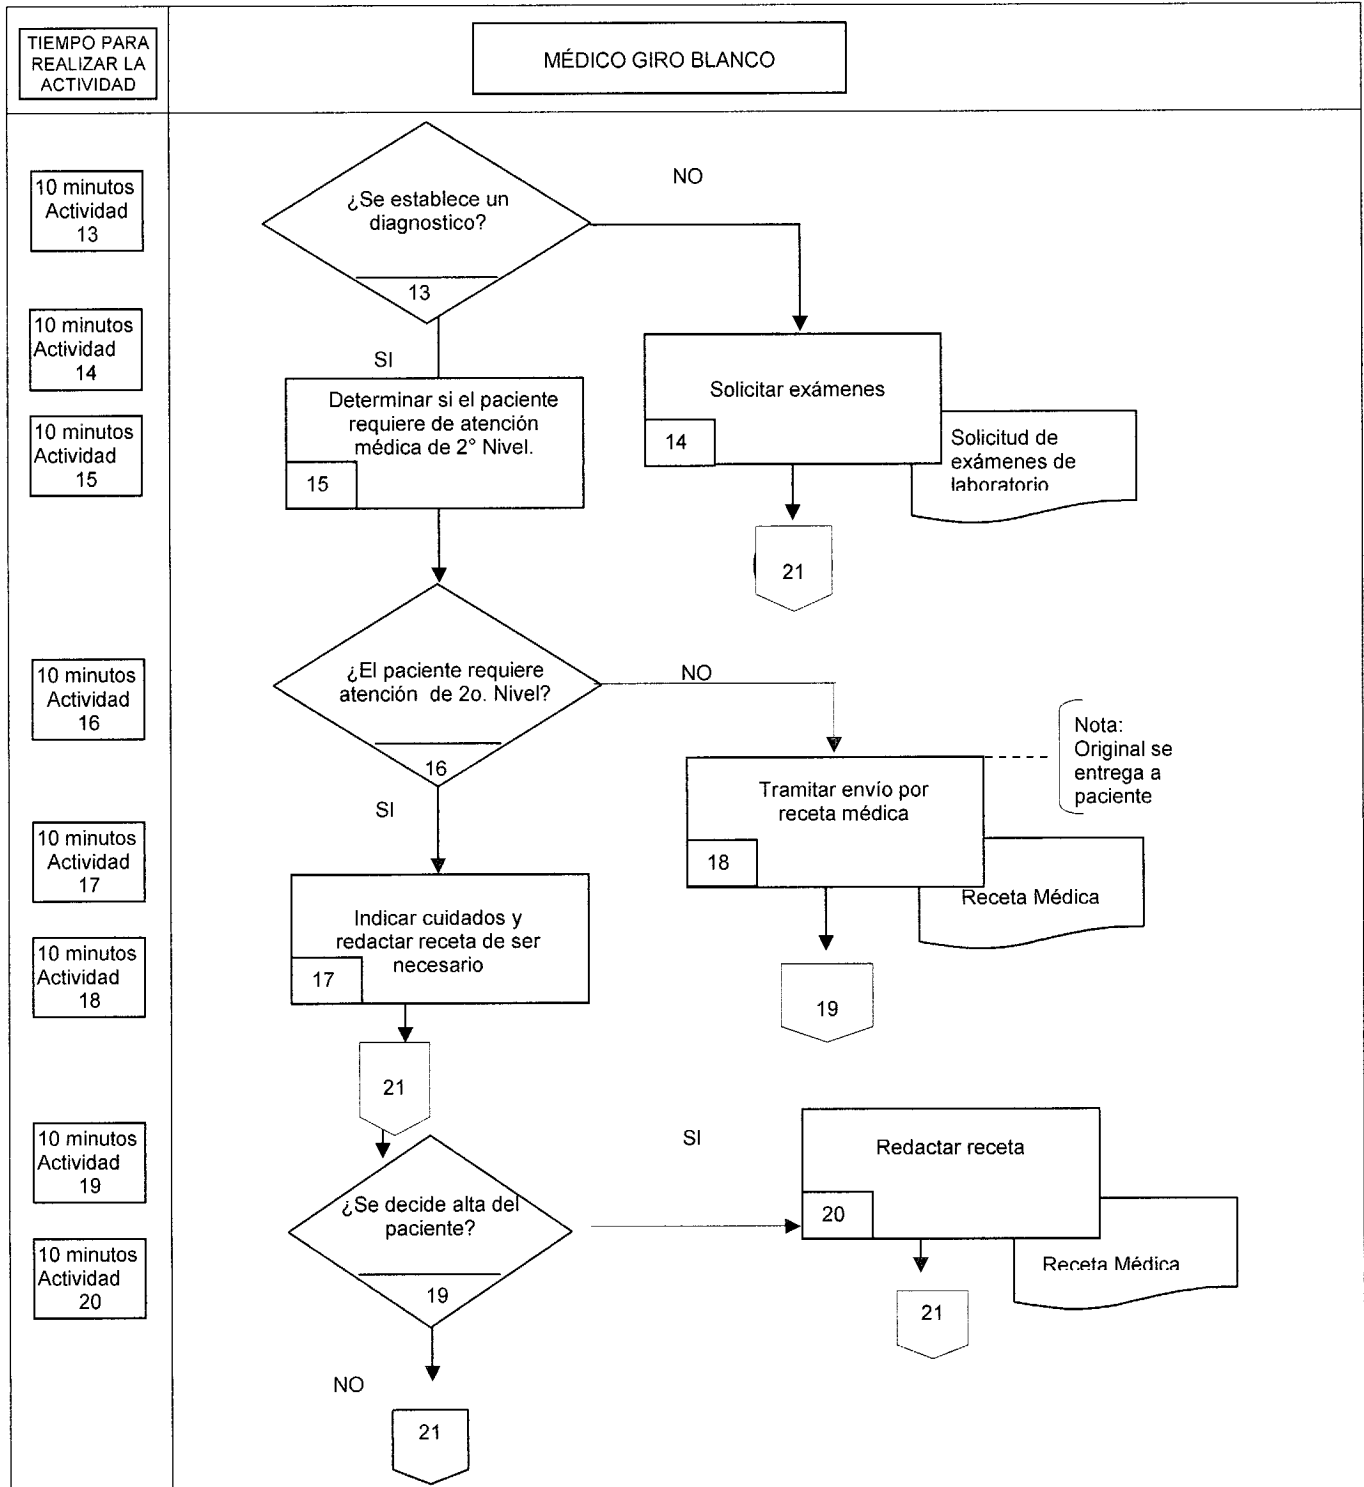 TIEMPO PARA
REALIZAR LA
ACTIVIDAD
MÉDICO GIRO BLANCO
10 minutos
Actividad
13
¿Se establece un
diagnostico?
13
NO
SI
10 minutos
Actividad
14
Solicitar exámenes
14
Solicitud de
exámenes de
laboratorio
21
10 minutos
Actividad
15
Determinar si el paciente
requiere de atención
médica de 2° Nivel.
15
10 minutos
Actividad
16
¿El paciente requiere
atención de 2o. Nivel?
16
NO
SI
Nota:
Original se
entrega a
paciente
Tramitar envío por
receta médica
18
Receta Médica
19
10 minutos
Actividad
17
Indicar cuidados y
redactar receta de ser
necesario
17
21
10 minutos
Actividad
18
10 minutos
Actividad
19
¿Se decide alta del
paciente?
19
SI
NO
21
10 minutos
Actividad
20
Redactar receta
20
Receta Médica
21